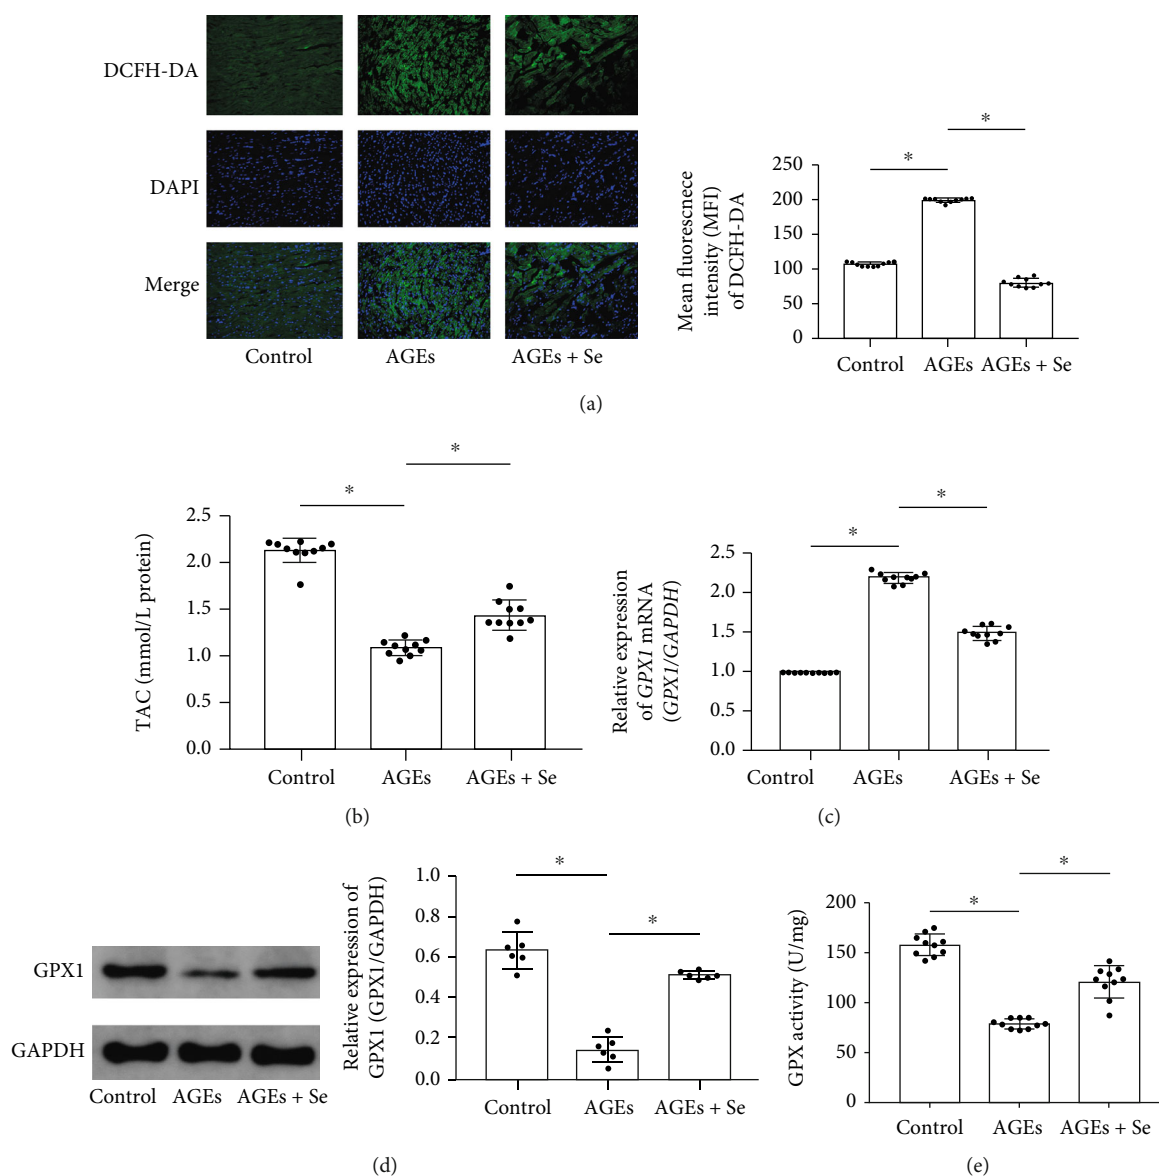 DCFH-DA
DAPI
Merge
Control AGEs AGEs + Se
Mean fluorescnece
intensity (MFI)
of DCFH-DA
250
200
150
100
50
0
*
*
Control AGEs AGEs + Se
(a)
TAC (mmol/L protein)
2.5
2.0
1.5
1.0
0.5
0.0
*
*
Control AGEs AGEs + Se
(b)
Relative expression
of GPX1 mRNA
(GPX1/GAPDH)
2.5
2.0
1.5
1.0
0.5
0.0
*
*
Control AGEs AGEs + Se
(c)
GPX1
GAPDH
Control AGEs AGEs + Se
Relative expression of
GPX1 (GPX1/GAPDH)
1.0
0.8
0.6
0.4
0.2
0.0
*
*
Control AGEs AGEs + Se
(d)
GPX activity (U/mg)
200
150
100
50
0
*
*
Control AGEs AGEs + Se
(e)